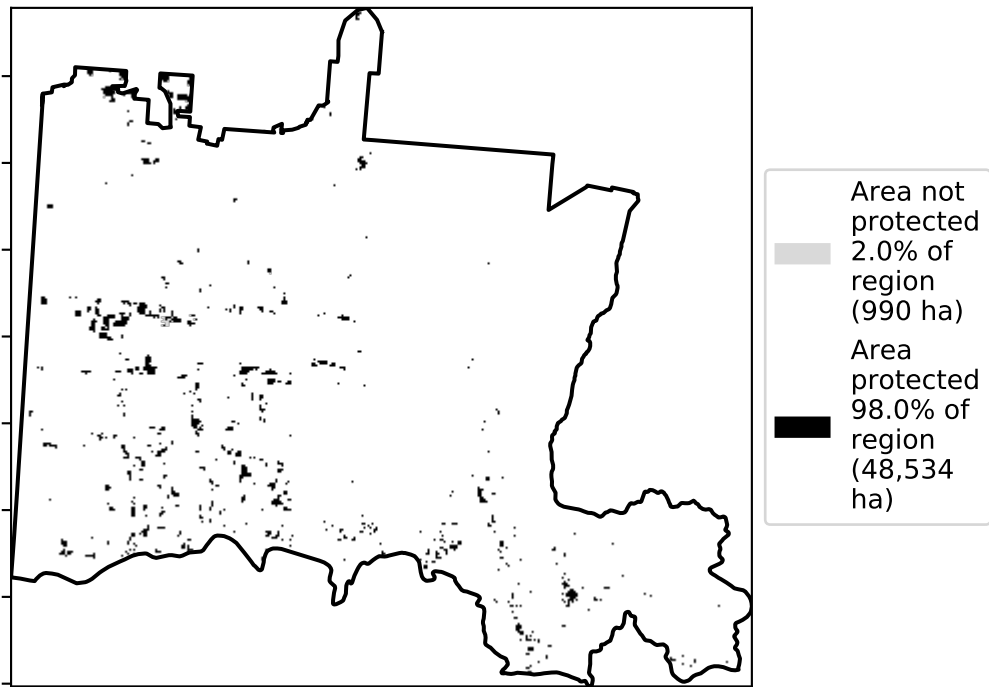 Area not
protected
2.0% of
region
(990 ha)
Area
protected
98.0% of
region
(48,534
ha)